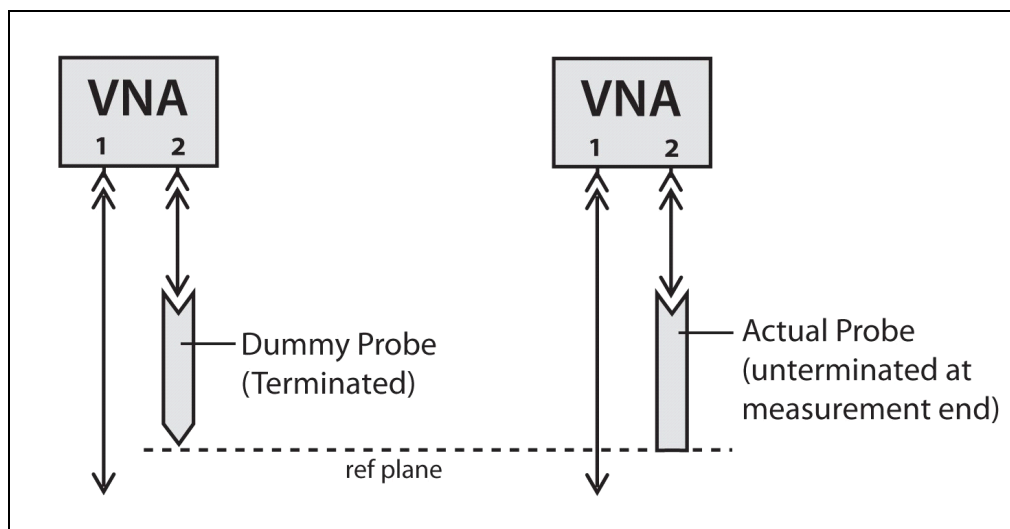 VNA
1 2
Dummy Probe
(Terminated)
ref plane
VNA
1 2
Actual Probe
(unterminated at
measurement end)